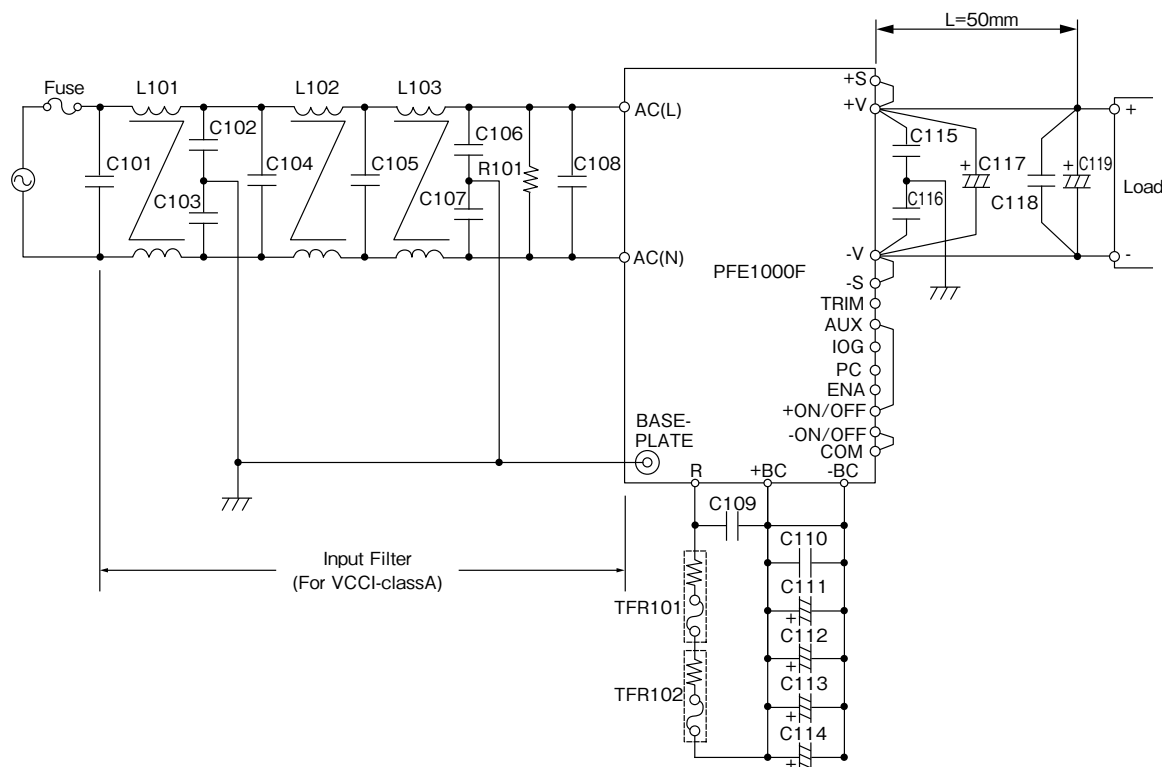 L=50mm
Fuse
L101
L102
L103
+S
+V
AC(L)
C102
C106
C115
+
C101
C104
C105
R101
C108
+
C117
+
C119
C103
C107
C116
C118
Load
AC(N)
PFE1000F
-V
-
-S
TRIM
AUX
IOG
PC
ENA
+ON/OFF
-ON/OFF
COM
BASE-
PLATE
R
+BC
-BC
C109
C110
Input Filter
(For VCCI-classA)
C111
TFR101
+
C112
+
C113
TFR102
+
C114
+